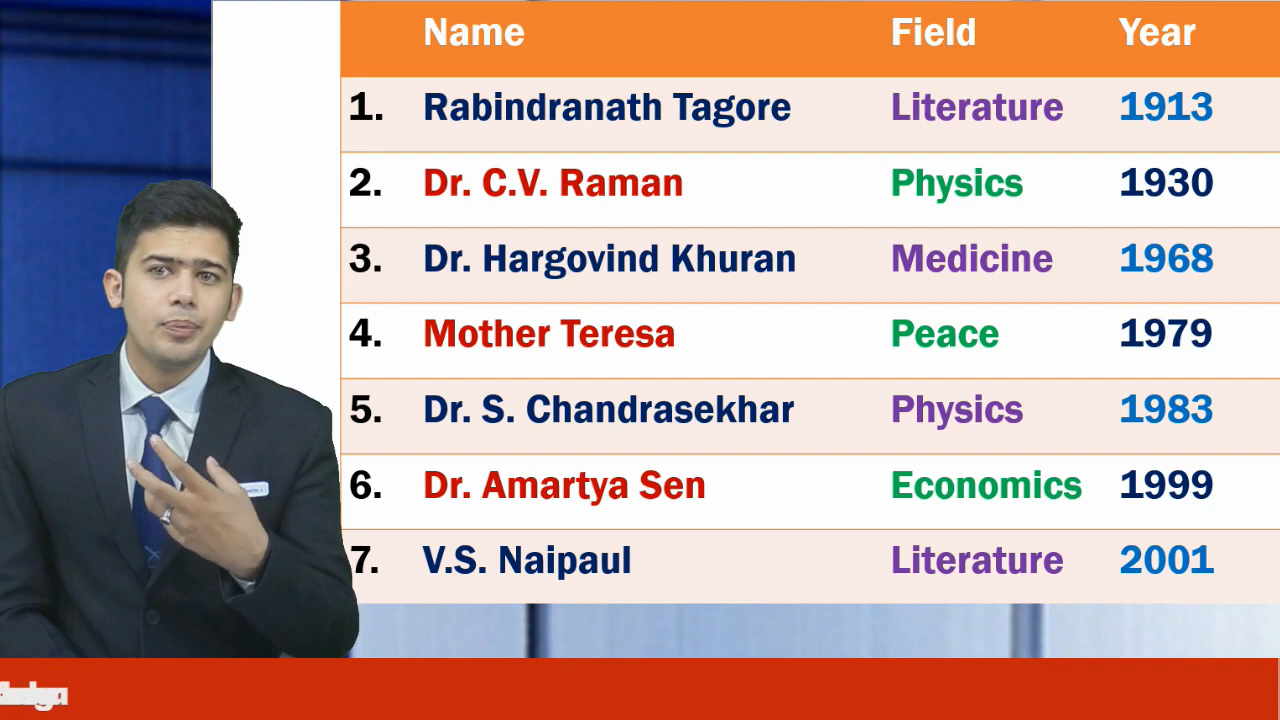 Name Field Year
1. Rabindranath Tagore Literature 1913
2. Dr. C.V. Raman Physics 1930
3. Dr. Hargovind Khuran Medicine 1968
4. Mother Teresa Peace 1979
5. Dr. S. Chandrasekhar Physics 1983
6. Dr. Amartya Sen Economics 1999
7. V.S. Naipaul Literature 2001